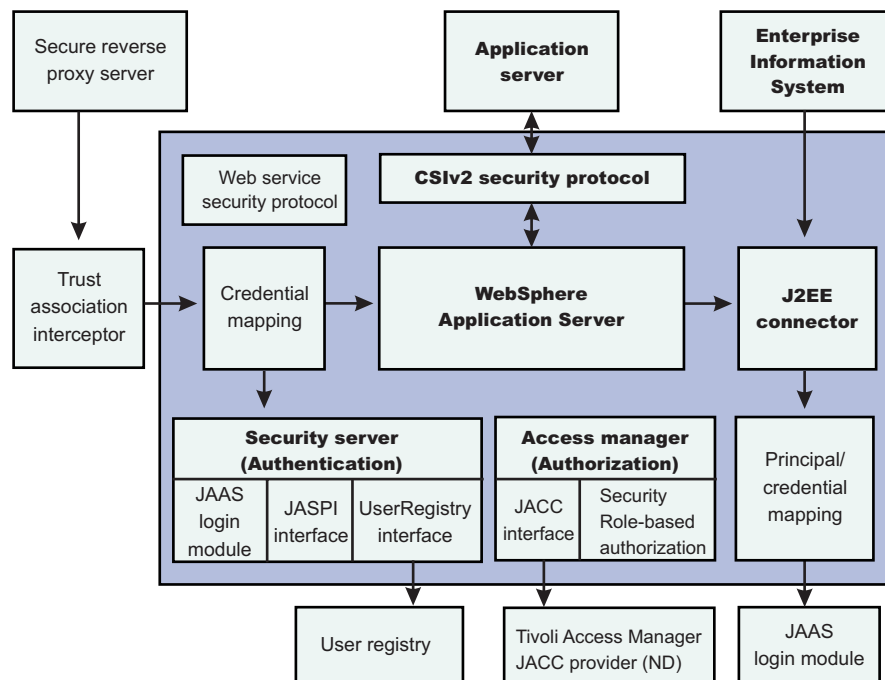 Secure reverse
proxy server
Application
server
Enterprise
Information
System
Web service
security protocol
CSIv2 security protocol
Trust
association
interceptor
Credential
mapping
WebSphere
Application Server
J2EE
connector
Security server
(Authentication)
JAAS
login
module
JASPI
interface
UserRegistry
interface
Access manager
(Authorization)
JACC
interface
Security
Role-based
authorization
Principal/
credential
mapping
User registry
Tivoli Access Manager
JACC provider (ND)
JAAS
login module